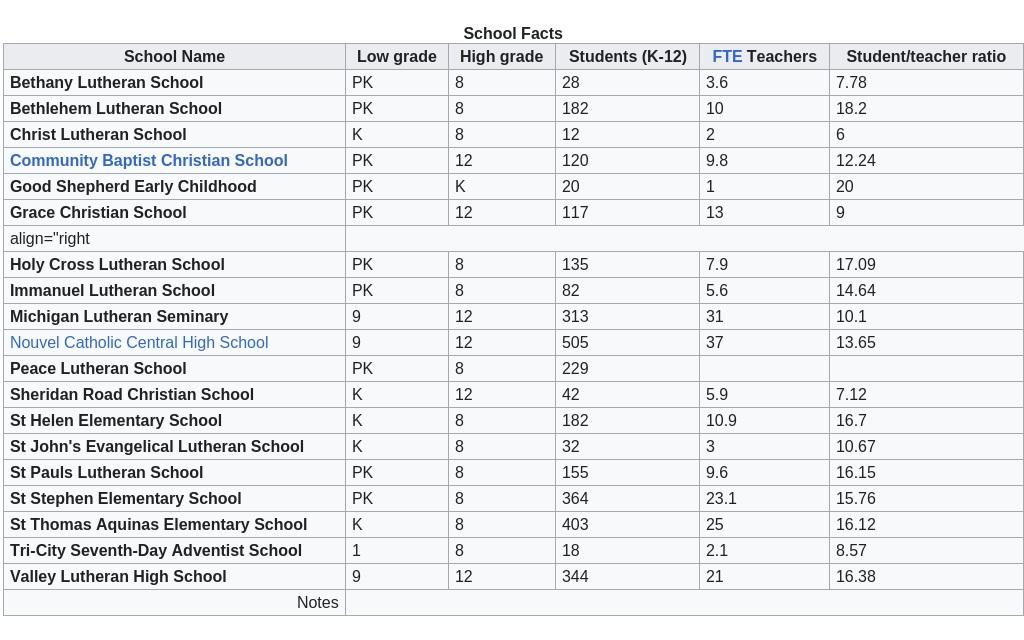 School Facts
School Name Low grade High grade Students (K-12) FTE Teachers Student/teacher ratio
Bethany Lutheran School PK 8 28 3.6 7.78
Bethlehem Lutheran School PK 8 182 10 18.2
Christ Lutheran School K 8 12 2 6
Community Baptist Christian School PK 12 120 9.8 12.24
Good Shepherd Early Childhood PK K 20 1 20
Grace Christian School PK 12 117 13 9
align="right
Holy Cross Lutheran School PK 8 135 7.9 17.09
Immanuel Lutheran School PK 8 82 5.6 14.64
Michigan Lutheran Seminary 9 12 313 31 10.1
Nouvel Catholic Central High School 9 12 505 37 13.65
Peace Lutheran School PK 8 229
Sheridan Road Christian School K 12 42 5.9 7.12
St Helen Elementary School K 8 182 10.9 16.7
St John's Evangelical Lutheran School K 8 32 3 10.67
St Pauls Lutheran School PK 8 155 9.6 16.15
St Stephen Elementary School PK 8 364 23.1 15.76
St Thomas Aquinas Elementary School K 8 403 25 16.12
Tri-City Seventh-Day Adventist School 1 8 18 2.1 8.57
Valley Lutheran High School 9 12 344 21 16.38
Notes